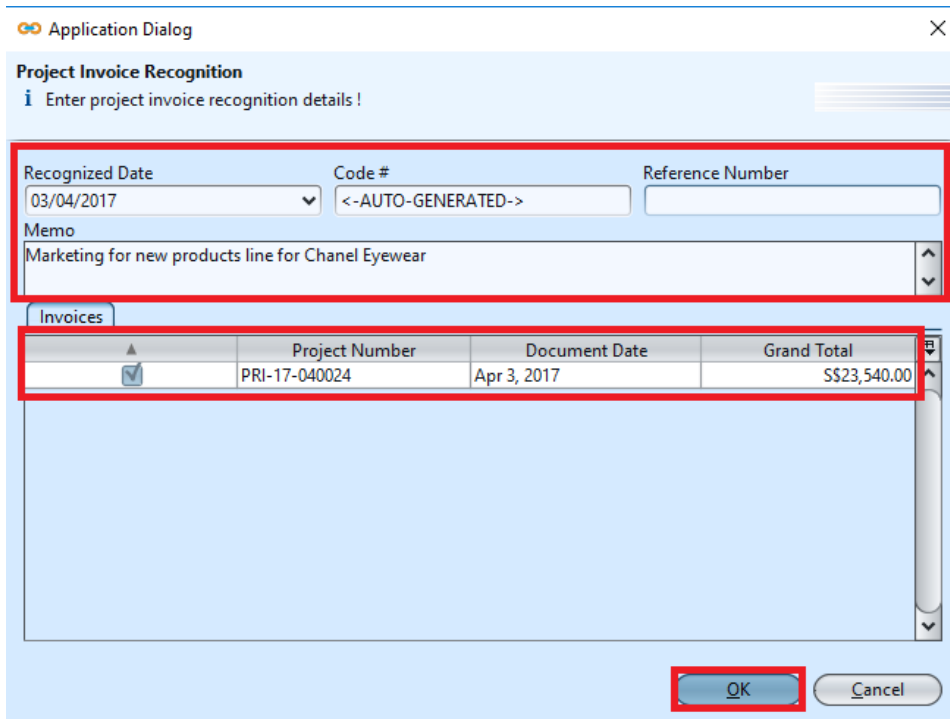 Application Dialog
Project Invoice Recognition
i Enter project invoice recognition details !
Recognized Date Code # Reference Number
03/04/2017 <-AUTO-GENERATED->
Memo
Marketing for new products line for Chanel Eyewear
Invoices
Project Number Document Date Grand Total
PRI-17-040024 Apr 3, 2017 S$23,540.00
OK Cancel